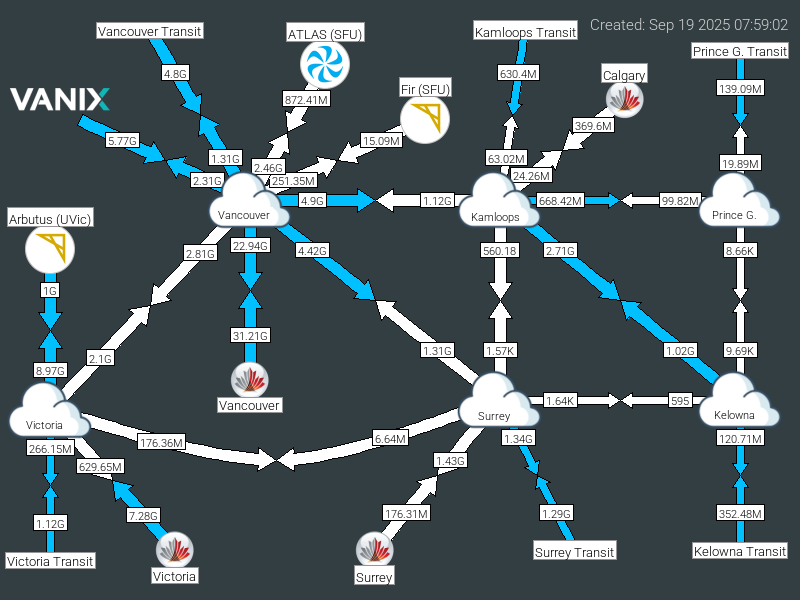 Created: Sep 19 2025 07:59:02
Vancouver Transit
ATLAS (SFU)
Kamloops Transit
Prince G. Transit
4.8G
630.4M
Calgary
139.09M
VANIX
872.41M
Fir (SFU)
369.6M
5.77G
15.09M
1.31G
63.02M
19.89M
2.46G
24.26M
2.31G
251.35M
4.9G
1.12G
668.42M
99.82M
Vancouver
Kamloops
Prince G.
Arbutus (UVic)
2.81G
22.94G
4.42G
560.18
2.71G
8.66K
1G
31.21G
2.1G
1.31G
1.57K
1.02G
9.69K
8.97G
Vancouver
1.64K
595
Victoria
Surrey
Kelowna
176.36M
6.64M
1.34G
120.71M
266.15M
629.65M
1.43G
7.28G
176.31M
1.29G
352.48M
1.12G
Victoria Transit
Victoria
Surrey
Surrey Transit
Kelowna Transit